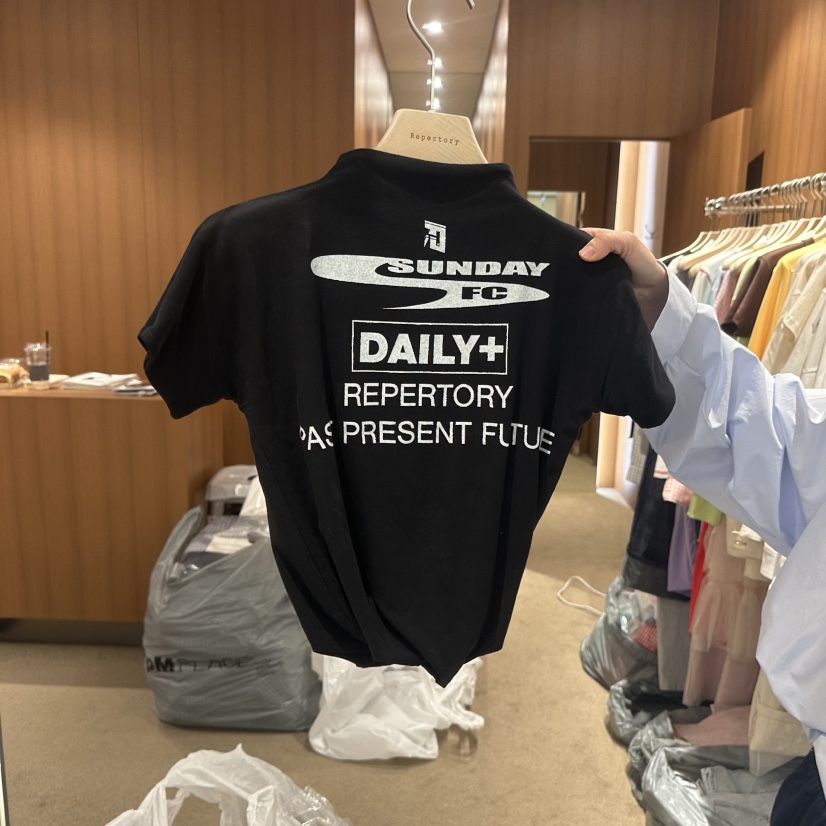 Repertory
SUNDAY
FC
DAILY+
REPERTORY
PAS PRESENT FUTUE